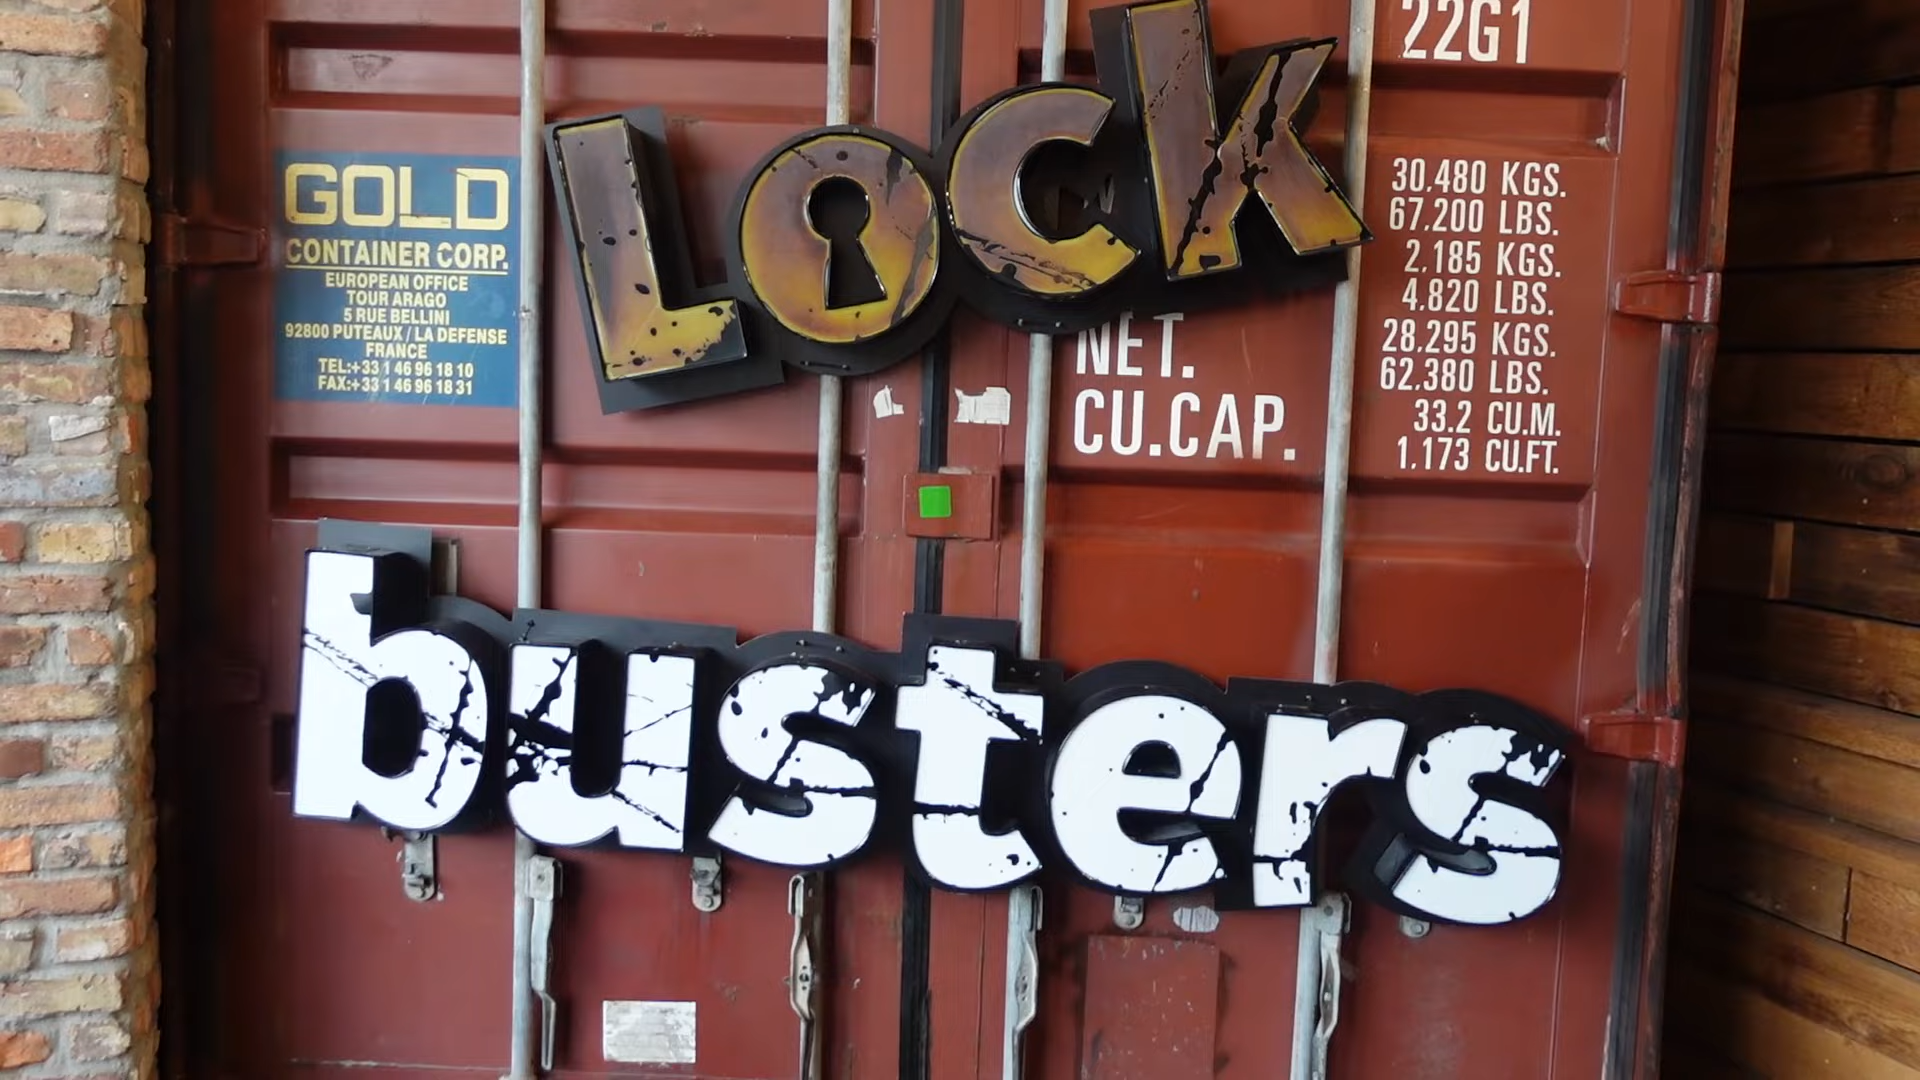 22G1
Lock
GOLD
CONTAINER CORP.
EUROPEAN OFFICE
TOUR ARAGO
5 RUE BELLINI
92800 PUTEAUX / LA DEFENSE
FRANCE
TEL:+33 1 46 96 18 10
FAX:+33 1 46 96 18 31
30.480 KGS.
67.200 LBS.
2.185 KGS.
4.820 LBS.
28.295 KGS.
62.380 LBS.
33.2 CU.M.
1.173 CU.FT.
NET.
CU.CAP.
busters